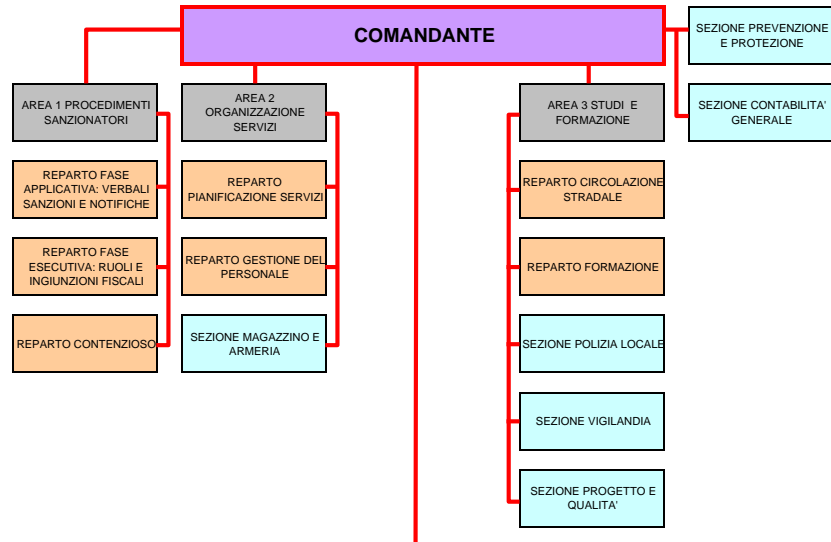 COMANDANTE
SEZIONE PREVENZIONE
E PROTEZIONE
SEZIONE CONTABILITA'
GENERALE
AREA 1 PROCEDIMENTI
SANZIONATORI
REPARTO FASE
APPLICATIVA: VERBALI
SANZIONI E NOTIFICHE
REPARTO FASE
ESECUTIVA: RUOLI E
INGIUNZIONI FISCALI
REPARTO CONTENZIOSO
AREA 2
ORGANIZZAZIONE
SERVIZI
REPARTO
PIANIFICAZIONE SERVIZI
REPARTO GESTIONE DEL
PERSONALE
SEZIONE MAGAZZINO E
ARMERIA
AREA 3 STUDI E
FORMAZIONE
REPARTO CIRCOLAZIONE
STRADALE
REPARTO FORMAZIONE
SEZIONE POLIZIA LOCALE
SEZIONE VIGILANDIA
SEZIONE PROGETTO E
QUALITA'